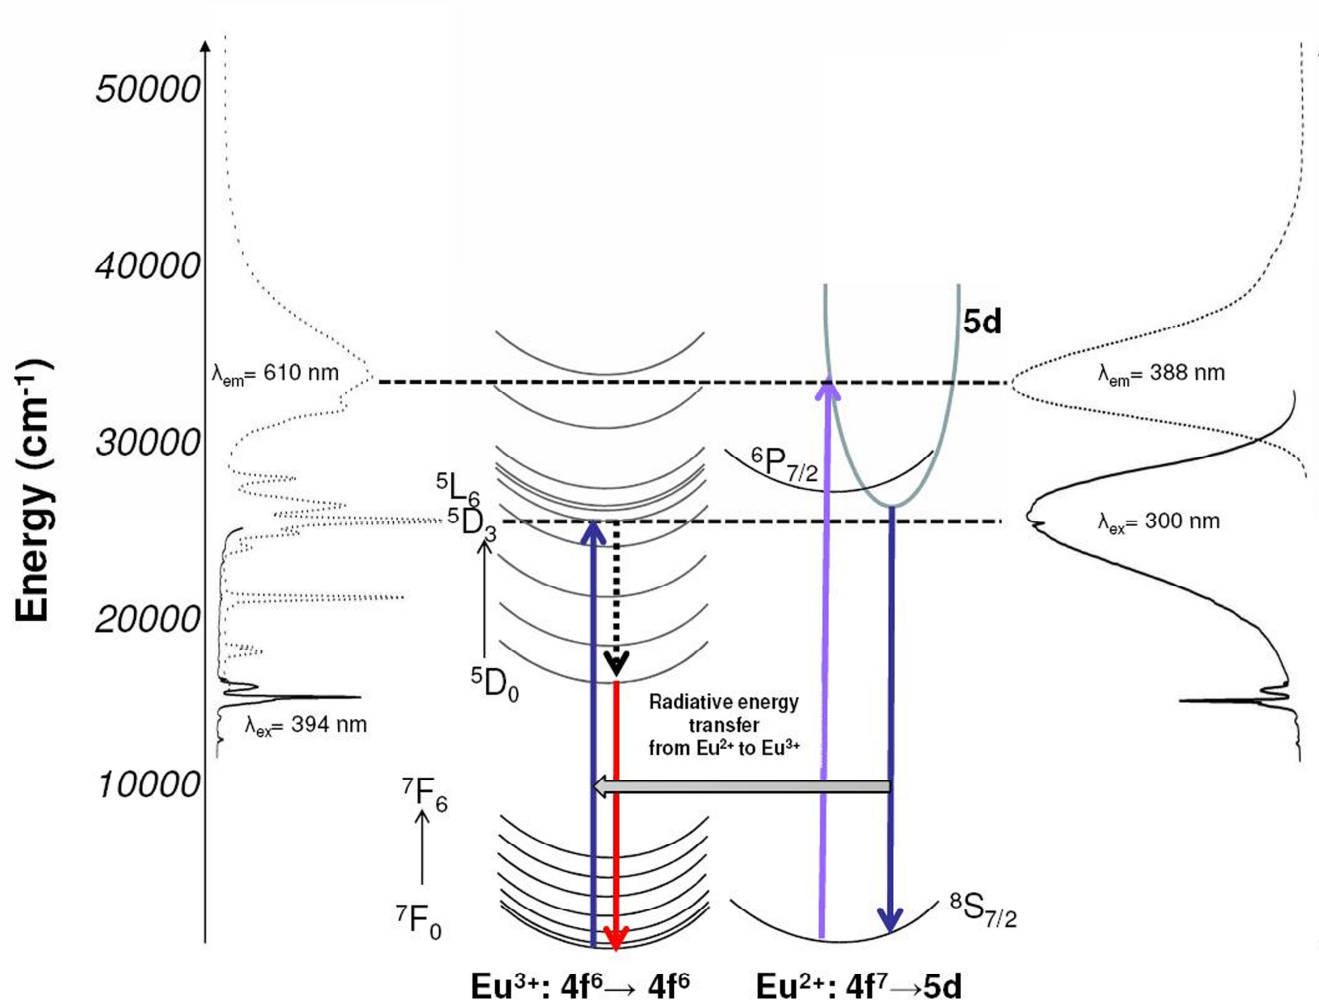 Energy (cm⁻¹)
50000
40000
30000
20000
10000
λem= 610 nm
λex= 394 nm
⁵L₆
⁵D₃
⁵D₀
⁷F₆
⁷F₀
5d
⁶P₇/₂
Radiative energy
transfer
from Eu²⁺ to Eu³⁺
⁸S₇/₂
λem= 388 nm
λex= 300 nm
Eu³⁺: 4f⁶→ 4f⁶
Eu²⁺: 4f⁷→5d